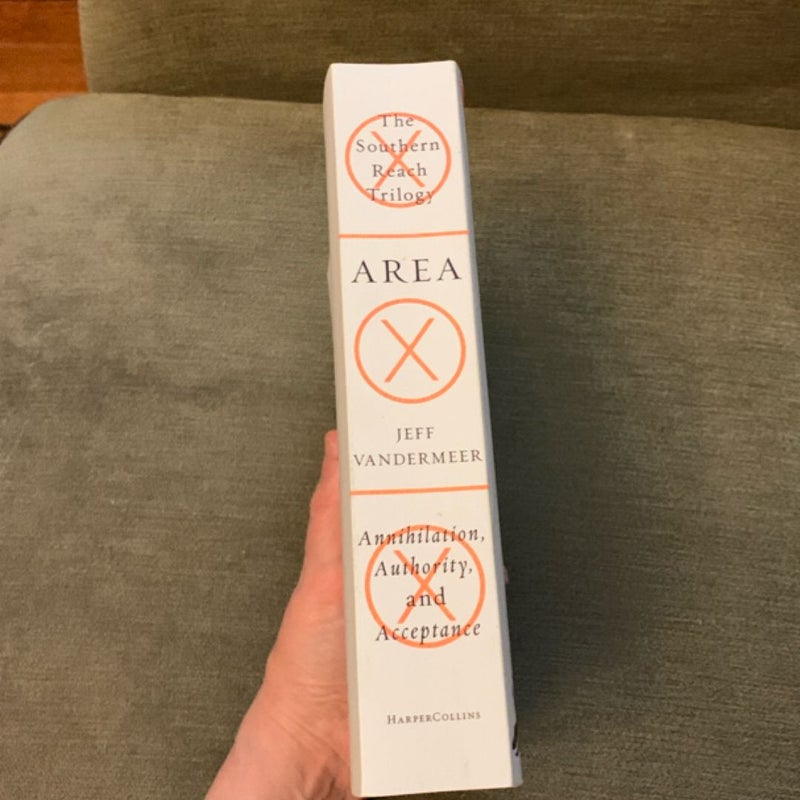 The
Southern
Reach
Trilogy
AREA
X
JEFF
VANDERMEER
Annihilation,
Authority,
and
Acceptance
HARPERCOLLINS